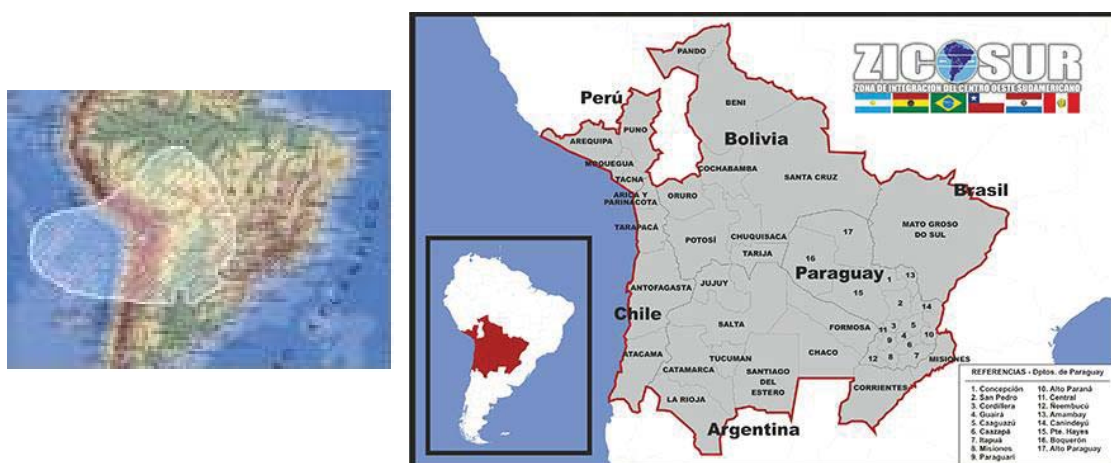 ZICOSUR
ZONA DE INTEGRACIÓN DEL CENTRO OESTE SUDAMERICANO
PANDO
Perú
BENI
PUNO
Bolivia
AREQUIPA
MOQUEGUA
COCHABAMBA
TACNA
SANTA CRUZ
ARICA Y
PARINACOTA
ORURO
Brasil
TARAPACÁ
MATO GROSO
DO SUL
POTOSÍ
CHUQUISACA
17
TARIJA
16
Paraguay
1
13
ANTOFAGASTA
JUJUY
15
2
14
Chile
SALTA
FORMOSA
11
3
5
10
4
9
6
ATACAMA
TUCUMAN
CHACO
12
8
7
MISIONES
CATAMARCA
SANTIAGO
DEL
ESTERO
CORRIENTES
LA RIOJA
Argentina
REFERENCIAS - Dptos. de Paraguay
1. Concepción
2. San Pedro
3. Cordillera
4. Guairá
5. Caaguazú
6. Caazapá
7. Itapuá
8. Misiones
9. Paraguari
10. Alto Paraná
11. Central
12. Ñeembucú
13. Amambay
14. Canindeyú
15. Pte. Hayes
16. Boquerón
17. Alto Paraguay